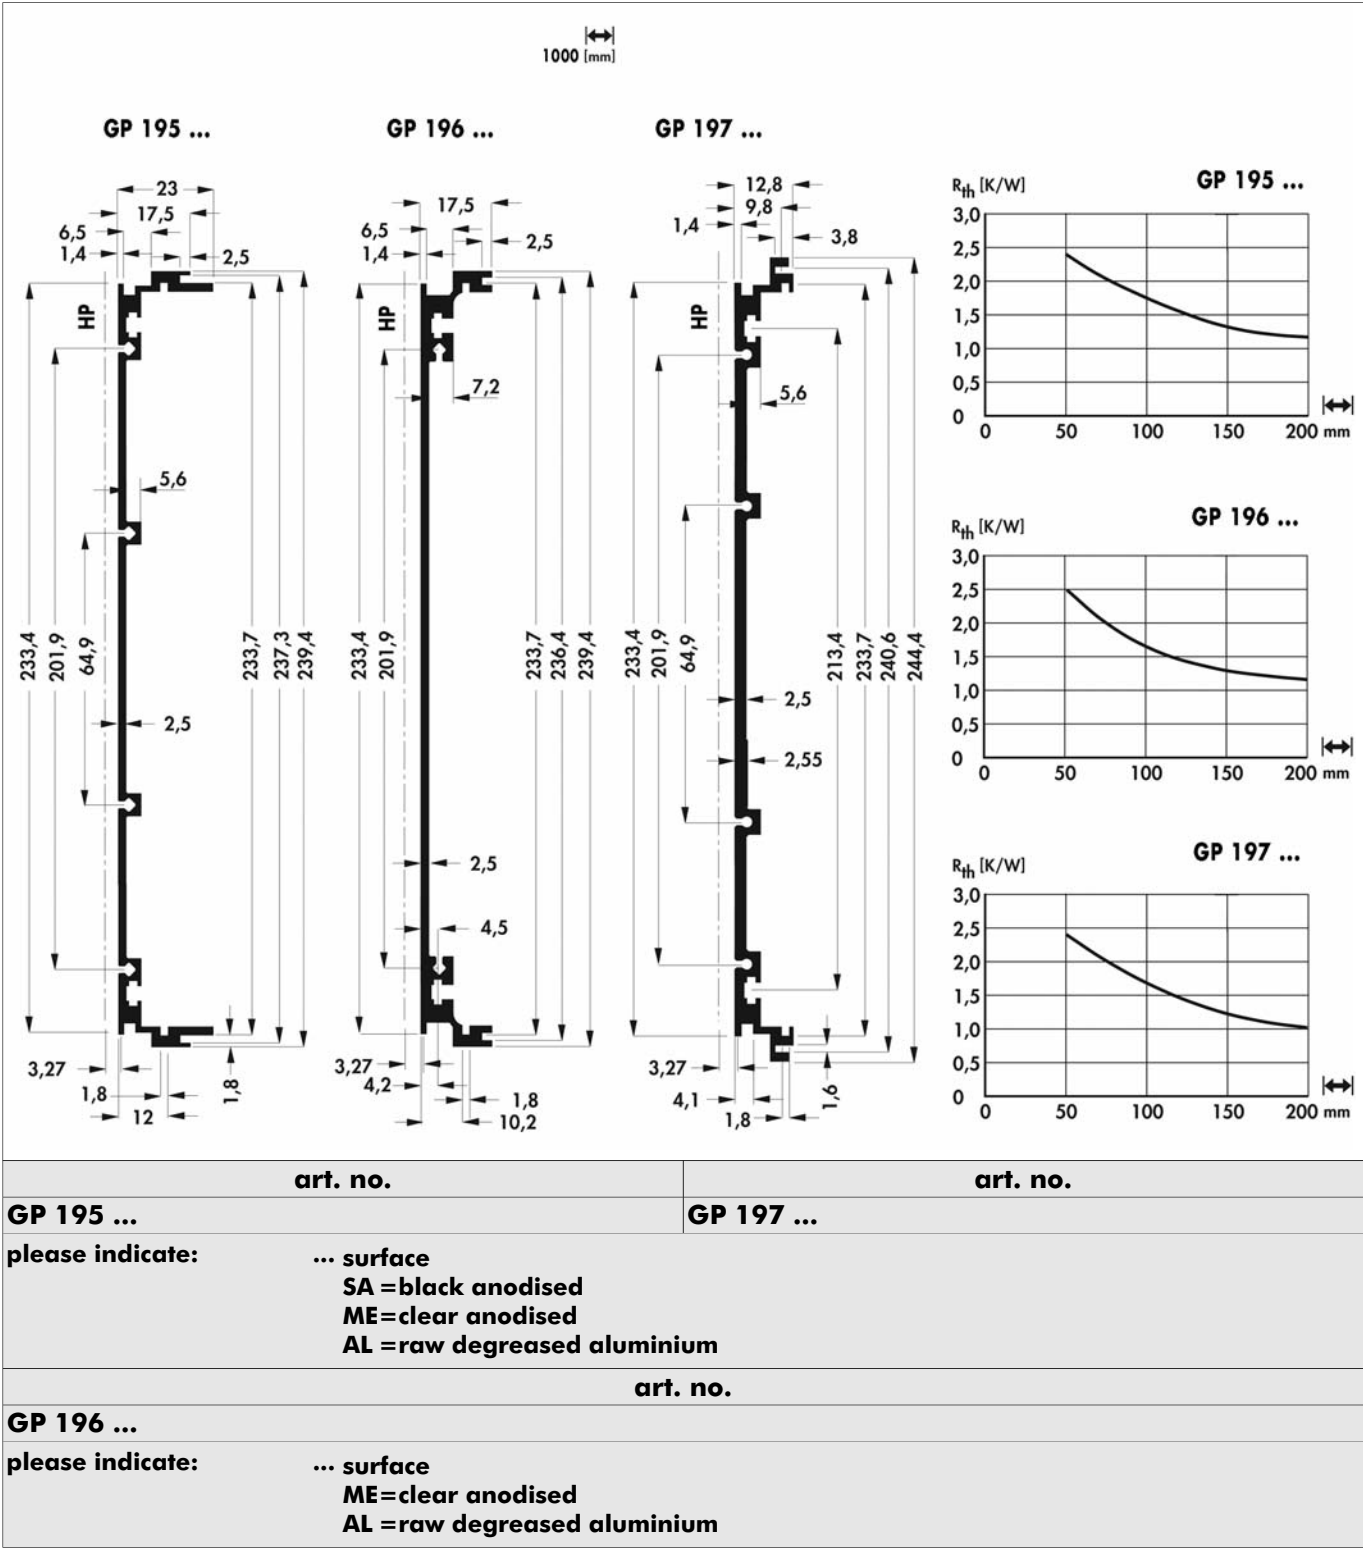 1000 [mm]
GP 195 ...
GP 196 ...
GP 197 ...
23
17,5
6,5
1,4
2,5
HP
5,6
233,4
201,9
64,9
2,5
233,7
237,3
239,4
3,27
1,8
12
1,8
17,5
6,5
1,4
2,5
HP
7,2
233,4
201,9
233,7
236,4
239,4
2,5
4,5
3,27
4,2
1,8
10,2
12,8
9,8
1,4
3,8
HP
5,6
233,4
201,9
64,9
2,5
2,55
213,4
233,7
240,6
244,4
3,27
4,1
1,8
1,6
Rth [K/W]
GP 195 ...
3,0
2,5
2,0
1,5
1,0
0,5
0
0 50 100 150 200 mm
Rth [K/W]
GP 196 ...
3,0
2,5
2,0
1,5
1,0
0,5
0
0 50 100 150 200 mm
Rth [K/W]
GP 197 ...
3,0
2,5
2,0
1,5
1,0
0,5
0
0 50 100 150 200 mm
art. no.
art. no.
GP 195 ...
GP 197 ...
please indicate: ... surface
SA =black anodised
ME=clear anodised
AL =raw degreased aluminium
art. no.
GP 196 ...
please indicate: ... surface
ME=clear anodised
AL =raw degreased aluminium